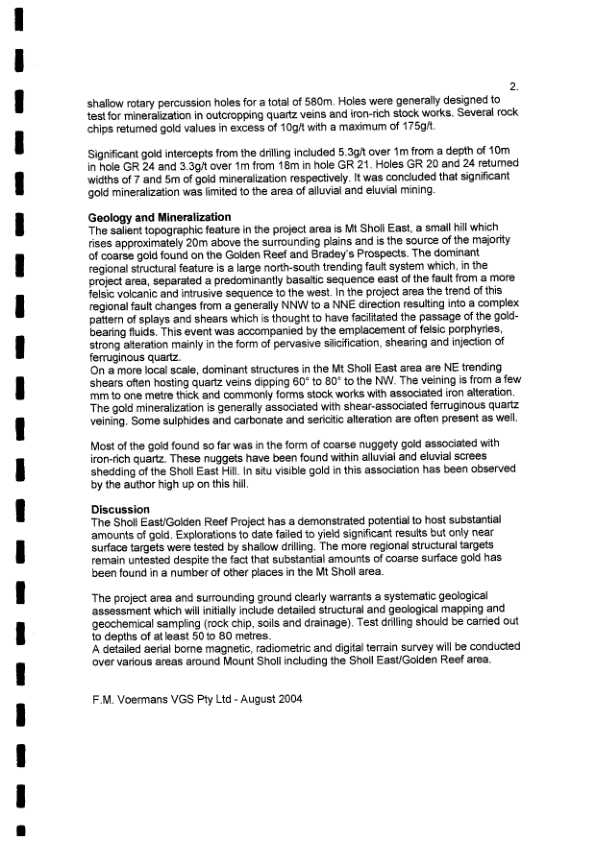 2.
shallow rotary percussion holes for a total of 580m. Holes were generally designed to
test for mineralization in outcropping quartz veins and iron-rich stock works. Several rock
chips returned gold values in excess of 10g/t with a maximum of 175g/t.
Significant gold intercepts from the drilling included 5.3g/t over 1m from a depth of 10m
in hole GR 24 and 3.3g/t over 1m from 18m in hole GR 21. Holes GR 20 and 24 returned
widths of 7 and 5m of gold mineralization respectively. It was concluded that significant
gold mineralization was limited to the area of alluvial and eluvial mining.
Geology and Mineralization
The salient topographic feature in the project area is Mt Sholl East, a small hill which
rises approximately 20m above the surrounding plains and is the source of the majority
of coarse gold found on the Golden Reef and Bradey's Prospects. The dominant
regional structural feature is a large north-south trending fault system which, in the
project area, separated a predominantly basaltic sequence east of the fault from a more
felsic volcanic and intrusive sequence to the west. In the project area the trend of this
regional fault changes from a generally NNW to a NNE direction resulting into a complex
pattern of splays and shears which is thought to have facilitated the passage of the gold-
bearing fluids. This event was accompanied by the emplacement of felsic porphyries,
strong alteration mainly in the form of pervasive silicification, shearing and injection of
ferruginous quartz.
On a more local scale, dominant structures in the Mt Sholl East area are NE trending
shears often hosting quartz veins dipping 60° to 80° to the NW. The veining is from a few
mm to one metre thick and commonly forms stock works with associated iron alteration.
The gold mineralization is generally associated with shear-associated ferruginous quartz
veining. Some sulphides and carbonate and sericitic alteration are often present as well.
Most of the gold found so far was in the form of coarse nuggety gold associated with
iron-rich quartz. These nuggets have been found within alluvial and eluvial screes
shedding of the Sholl East Hill. In situ visible gold in this association has been observed
by the author high up on this hill.
Discussion
The Sholl East/Golden Reef Project has a demonstrated potential to host substantial
amounts of gold. Explorations to date failed to yield significant results but only near
surface targets were tested by shallow drilling. The more regional structural targets
remain untested despite the fact that substantial amounts of coarse surface gold has
been found in a number of other places in the Mt Sholl area.
The project area and surrounding ground clearly warrants a systematic geological
assessment which will initially include detailed structural and geological mapping and
geochemical sampling (rock chip, soils and drainage). Test drilling should be carried out
to depths of at least 50 to 80 metres.
A detailed aerial borne magnetic, radiometric and digital terrain survey will be conducted
over various areas around Mount Sholl including the Sholl East/Golden Reef area.
F.M. Voermans VGS Pty Ltd - August 2004